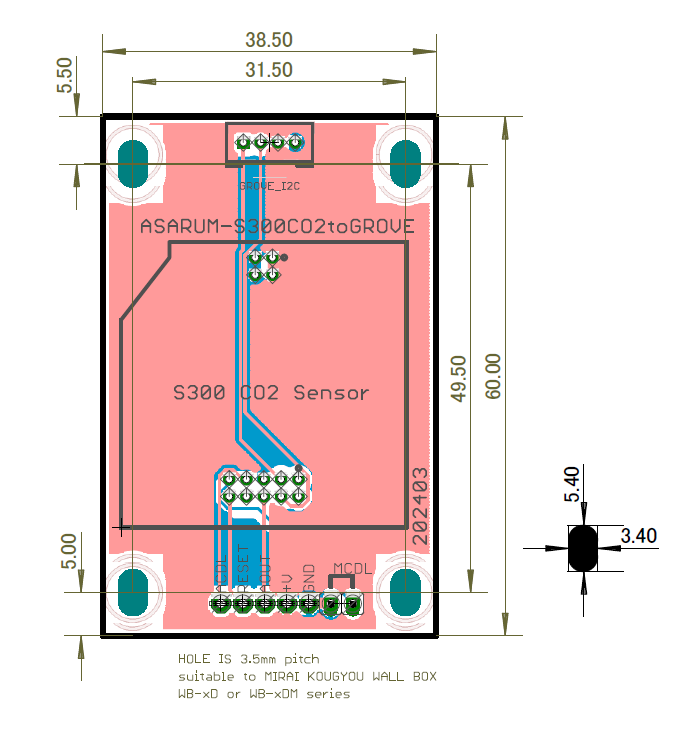 38.50
31.50
5.50
GROVE_I2C
ASARUM-S300CO2toGROVE
S300 CO2 Sensor
49.50
60.00
202403
5.40
3.40
5.00
ACDL
RESET
AOUT
+V
GND
MCDL
HOLE IS 3.5mm pitch
suitable to MIRAI KOUGYOU WALL BOX
WB-xD or WB-xDM series